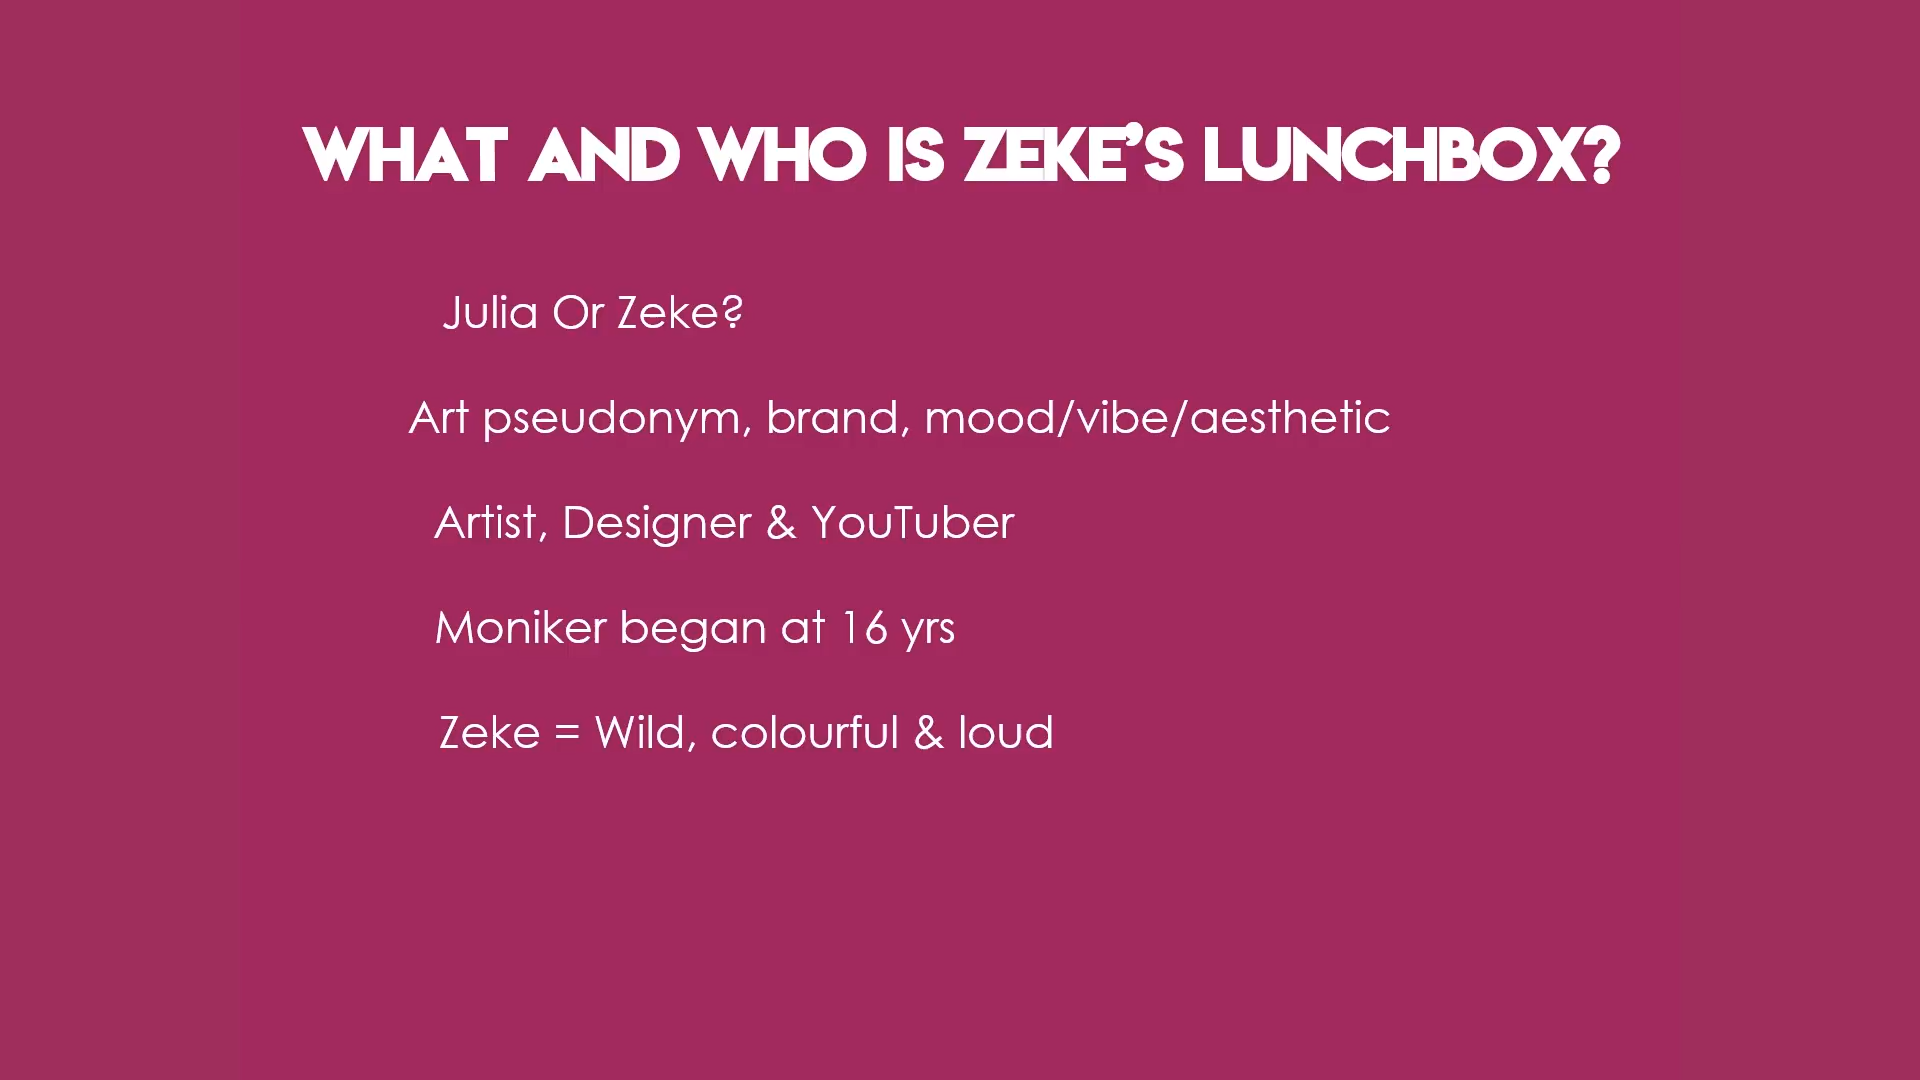 WHAT AND WHO IS ZEKE'S LUNCHBOX?
Julia Or Zeke?
Art pseudonym, brand, mood/vibe/aesthetic
Artist, Designer & YouTuber
Moniker began at 16 yrs
Zeke = Wild, colourful & loud